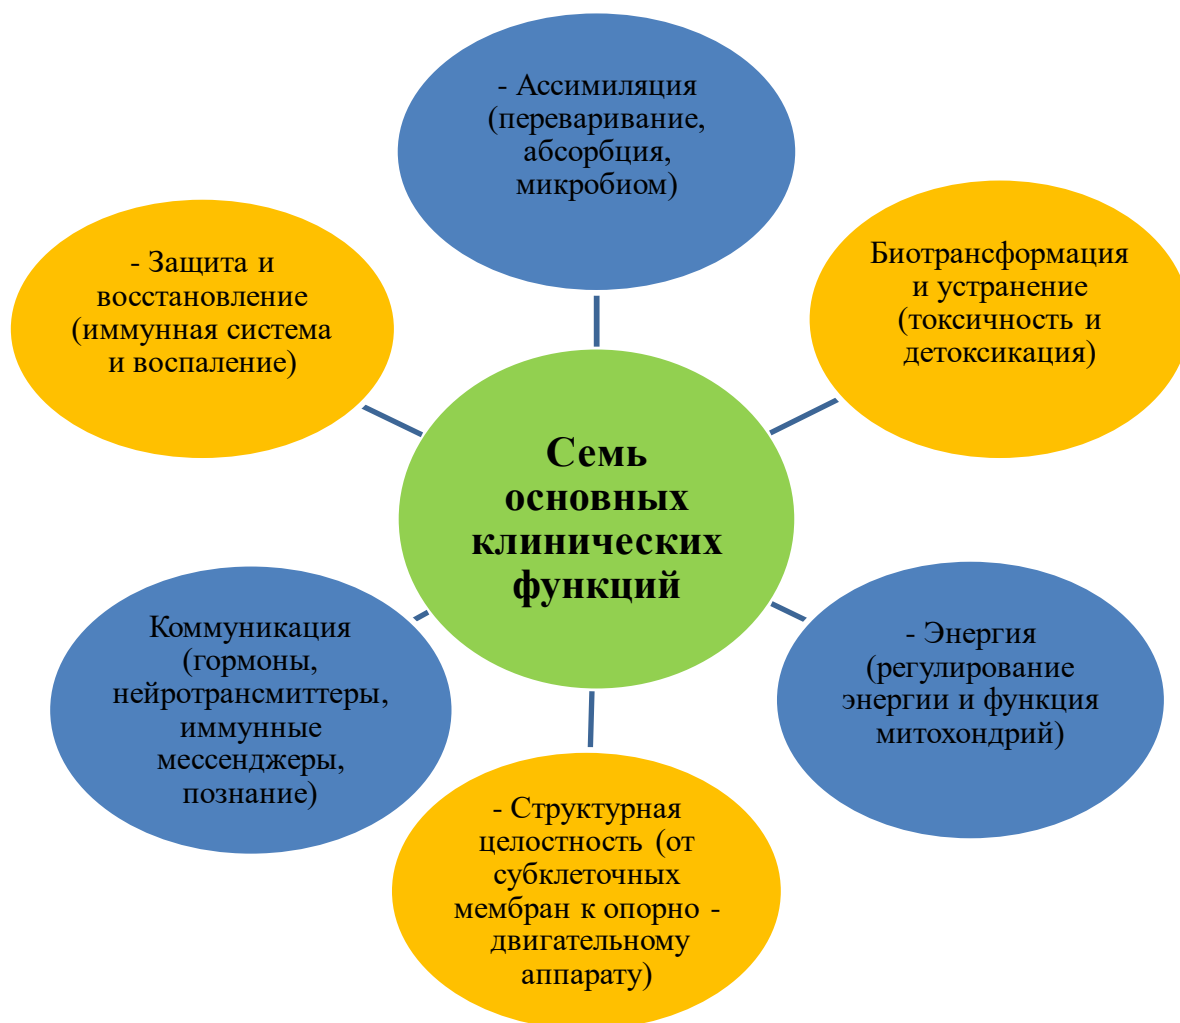 - Ассимиляция
(переваривание,
абсорбция,
микробиом)
Биотрансформация
и устранение
(токсичность и
детоксикация)
- Энергия
(регулирование
энергии и функция
митохондрий)
- Структурная
целостность (от
субклеточных
мембран к опорно -
двигательному
аппарату)
Коммуникация
(гормоны,
нейротрансмиттеры,
иммунные
мессенджеры,
познание)
- Защита и
восстановление
(иммунная система
и воспаление)
Семь
основных
клинических
функций